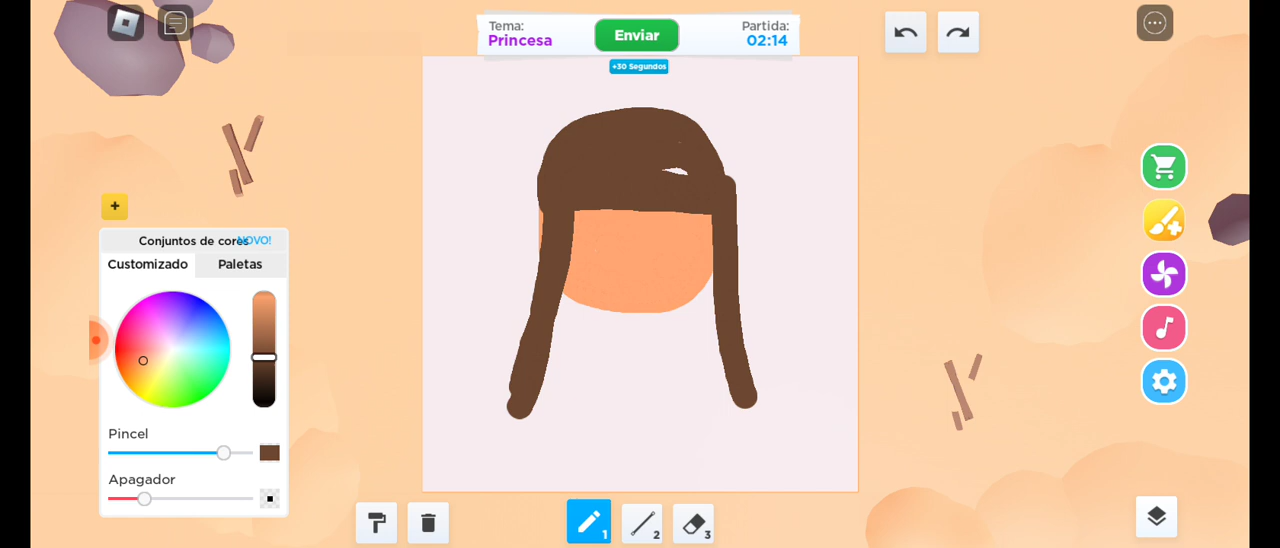 Tema:
Princesa
Enviar
Partida:
02:14
+30 Segundos
+
Conjuntos de cores
NOVO!
Customizado
Paletas
Pincel
Apagador
1
2
3